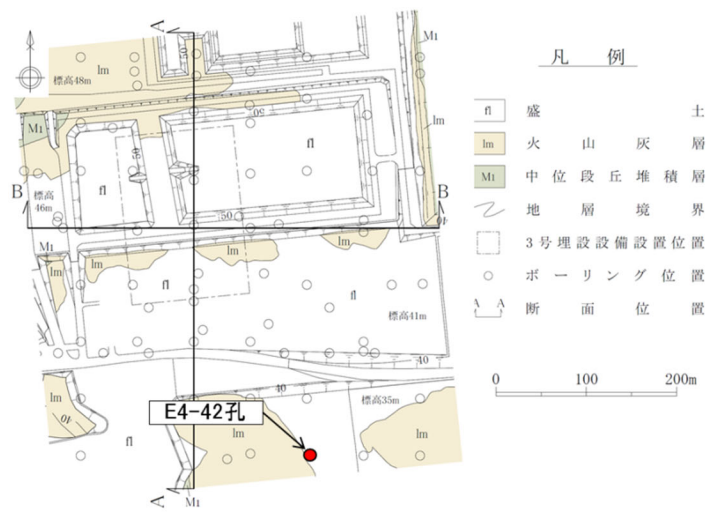 A
M1
lm
50
標高48m
lm
M1
50
fl
lm
50
fl
B
B
標高46m
50
40
M1
lm
lm
lm
lm
fl
fl
標高41m
40
40
標高35m
lm
E4-42孔
40
lm
lm
fl
A
M1
凡 例
fl 盛 土
lm 火 山 灰 層
M1 中 位 段 丘 堆 積 層
地 層 境 界
3 号 埋 設 設 備 設 置 位 置
ボ ー リ ン グ 位 置
A A 断 面 位 置
0 100 200m